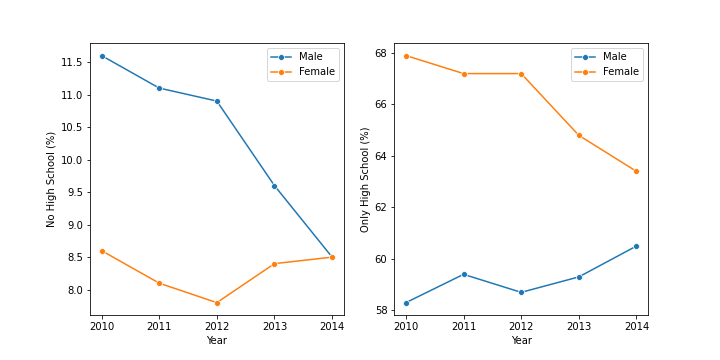 No High School (%)
11.5
11.0
10.5
10.0
9.5
9.0
8.5
8.0
2010 2011 2012 2013 2014
Year
Male
Female
Only High School (%)
68
66
64
62
60
58
2010 2011 2012 2013 2014
Year
Male
Female